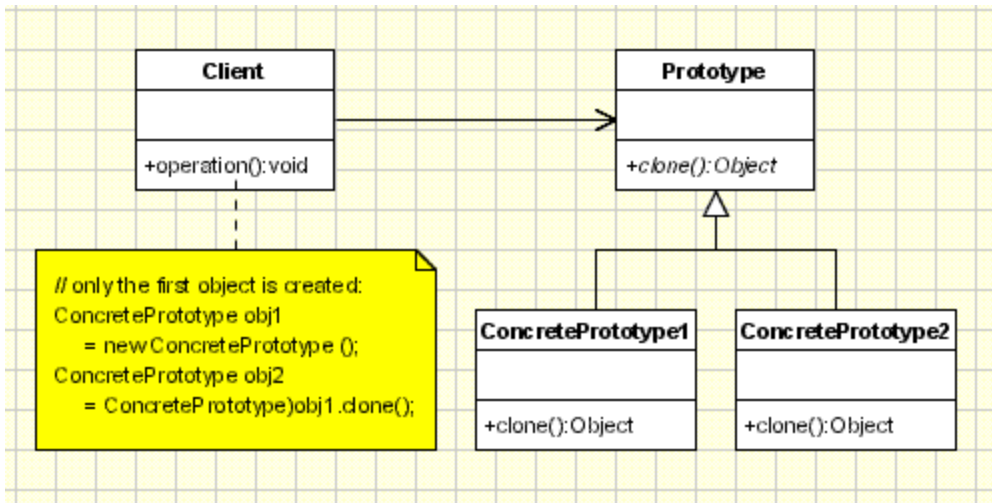 Client
+operation():void
Prototype
+clone():Object
// only the first object is created:
ConcretePrototype obj1
= new ConcretePrototype ();
ConcretePrototype obj2
= ConcretePrototype)obj1.clone();
ConcretePrototype1
+clone():Object
ConcretePrototype2
+clone():Object